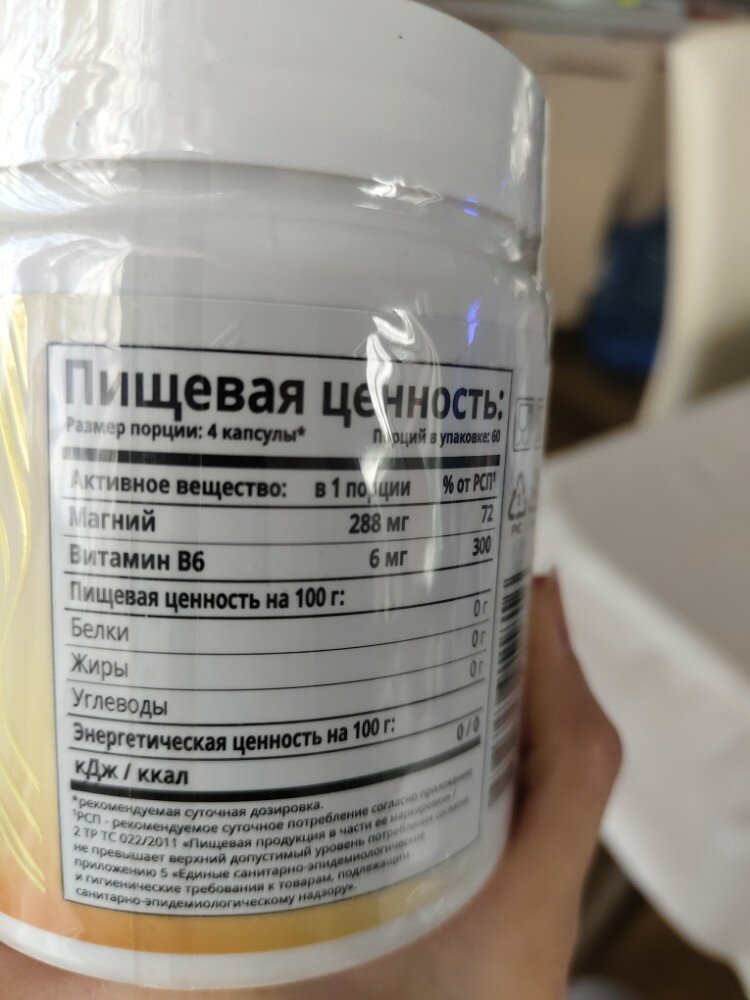 Пищевая ценность:
Размер порции: 4 капсулы* Порций в упаковке: 60
Активное вещество: в 1 порции % от РСП¹
Магний 288 мг 72
Витамин В6 6 мг 300
Пищевая ценность на 100 г:
Белки 0 г
Жиры 0 г
Углеводы 0 г
Энергетическая ценность на 100 г:
кДж / ккал 0 / 0
*рекомендуемая суточная дозировка.
¹РСП - рекомендуемое суточное потребление согласно приложению
2 ТР ТС 022/2011 «Пищевая продукция в части ее маркировки» /
не превышает верхний допустимый уровень потребления согласно
приложению 5 «Единые санитарно-эпидемиологические
и гигиенические требования к товарам, подлежащим
санитарно-эпидемиологическому надзору».
PVC